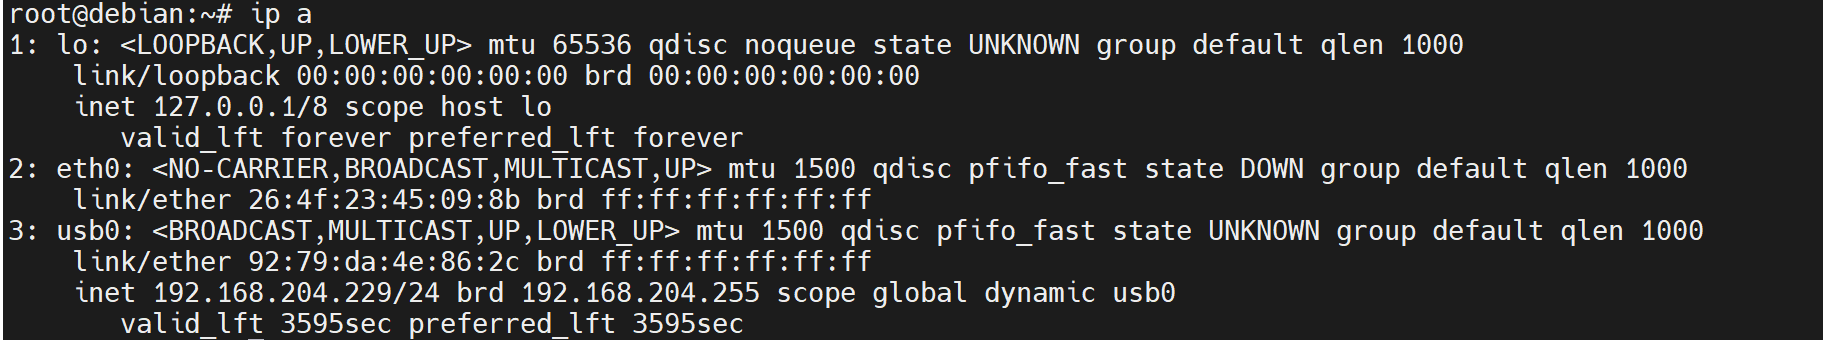 root@debian:~# ip a
1: lo: <LOOPBACK,UP,LOWER_UP> mtu 65536 qdisc noqueue state UNKNOWN group default qlen 1000
    link/loopback 00:00:00:00:00:00 brd 00:00:00:00:00:00
    inet 127.0.0.1/8 scope host lo
       valid_lft forever preferred_lft forever
2: eth0: <NO-CARRIER,BROADCAST,MULTICAST,UP> mtu 1500 qdisc pfifo_fast state DOWN group default qlen 1000
    link/ether 26:4f:23:45:09:8b brd ff:ff:ff:ff:ff:ff
3: usb0: <BROADCAST,MULTICAST,UP,LOWER_UP> mtu 1500 qdisc pfifo_fast state UNKNOWN group default qlen 1000
    link/ether 92:79:da:4e:86:2c brd ff:ff:ff:ff:ff:ff
    inet 192.168.204.229/24 brd 192.168.204.255 scope global dynamic usb0
       valid_lft 3595sec preferred_lft 3595sec